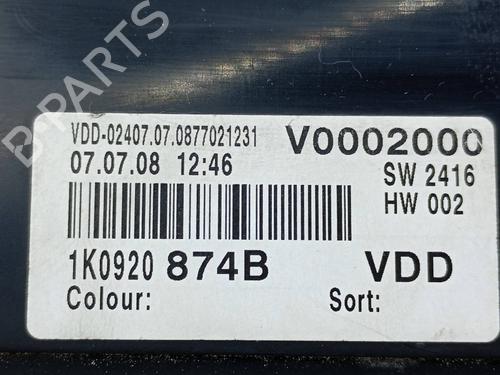 B-PARTS
VDD-02407.07.0877021231 V0002000
07.07.08 12:46 SW 2416
HW 002
1K0920 874B VDD
Colour: Sort: